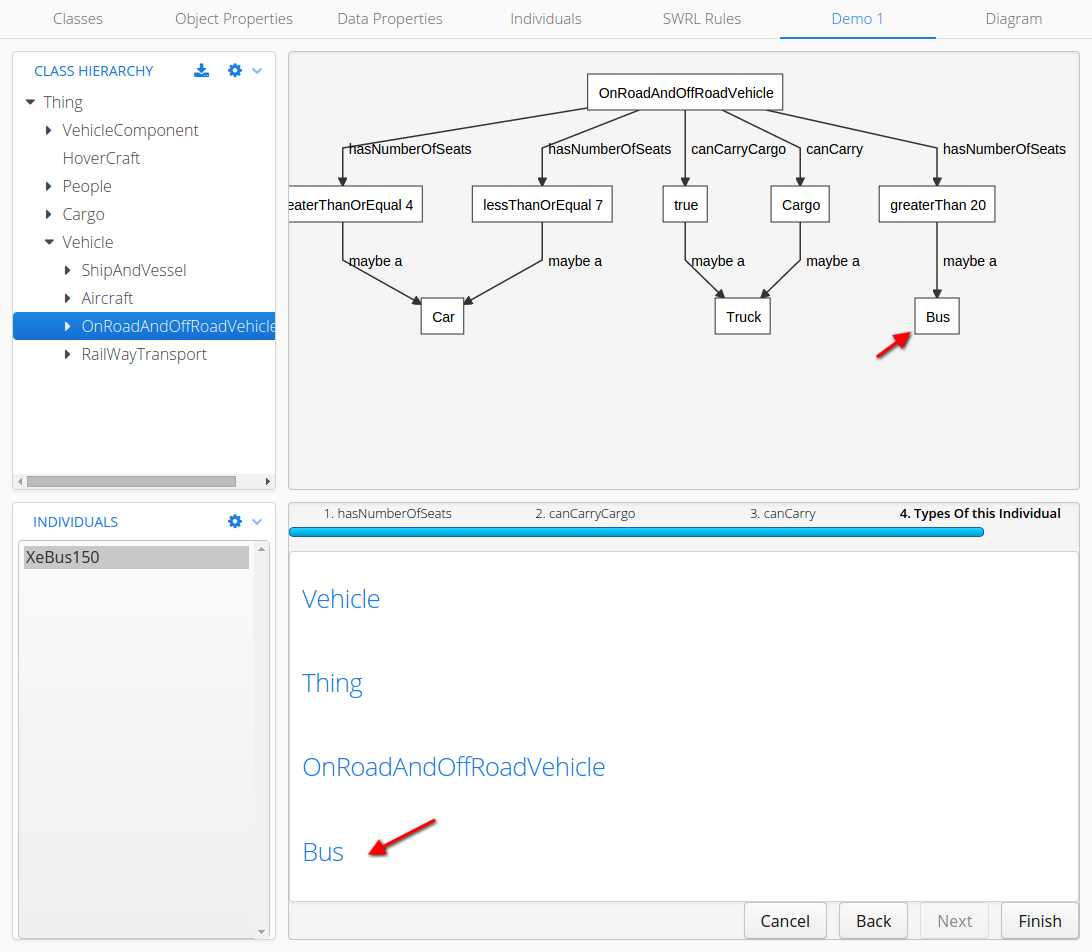 Classes Object Properties Data Properties Individuals SWRL Rules Demo 1 Diagram
CLASS HIERARCHY
Thing
VehicleComponent
HoverCraft
People
Cargo
Vehicle
ShipAndVessel
Aircraft
OnRoadAndOffRoadVehicle
RailWayTransport
OnRoadAndOffRoadVehicle
hasNumberOfSeats hasNumberOfSeats canCarryCargo canCarry hasNumberOfSeats
eaterThanOrEqual 4 lessThanOrEqual 7 true Cargo greaterThan 20
maybe a maybe a maybe a maybe a maybe a
Car Truck Bus
INDIVIDUALS
XeBus150
1. hasNumberOfSeats 2. canCarryCargo 3. canCarry 4. Types Of this Individual
Vehicle
Thing
OnRoadAndOffRoadVehicle
Bus
Cancel Back Next Finish